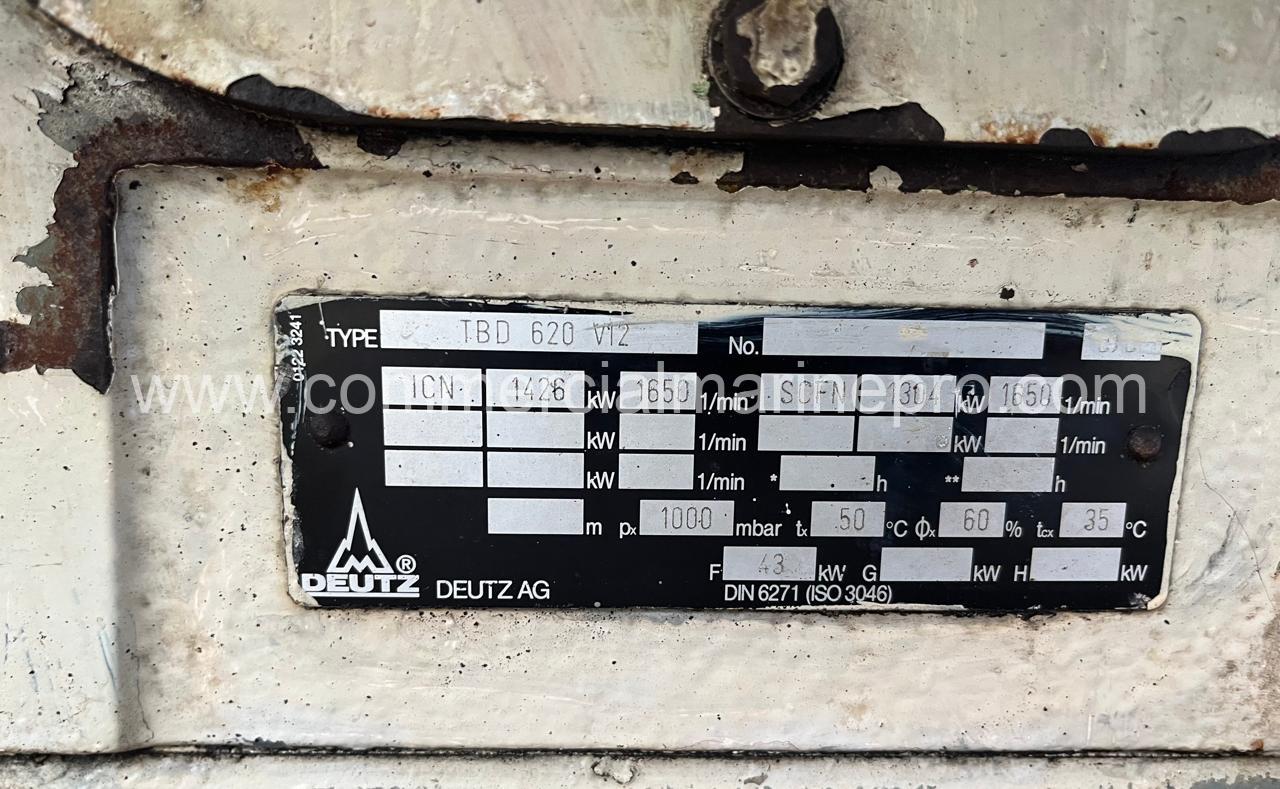 0122 3241
TYPE TBD 620 V12 No.
ICN 1426 kW 1650 1/min SCFN 1304 kW 1650 1/min
kW 1/min kW 1/min
kW 1/min * h ** h
m px 1000 mbar tx 50 °C ϕx 60 % tcx 35 °C
F 43 kW G kW H kW
DEUTZ ® DEUTZ AG DIN 6271 (ISO 3046)
www.commercialmarinepro.com